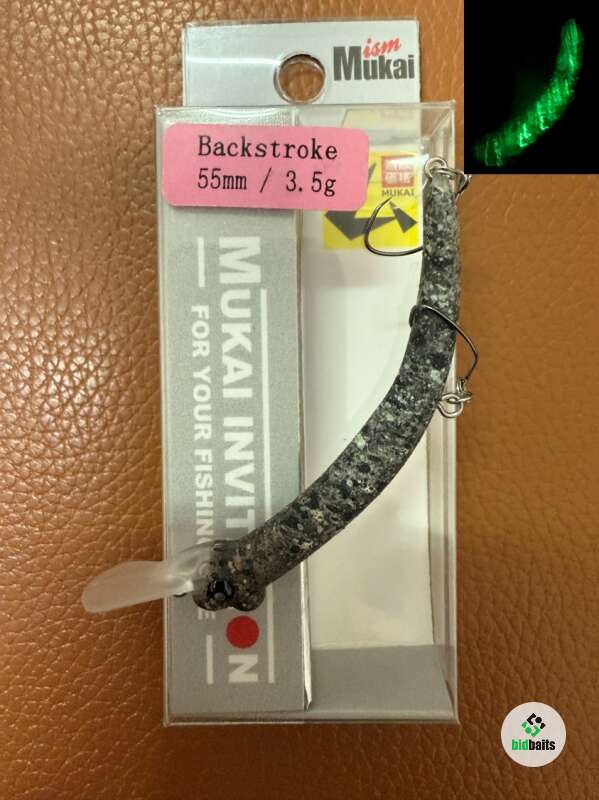 ism
Mukai
Backstroke
55mm / 3.5g
MUKAI
MUKAI INVIT
N
FOR YOUR FISHING
E
bidbaits